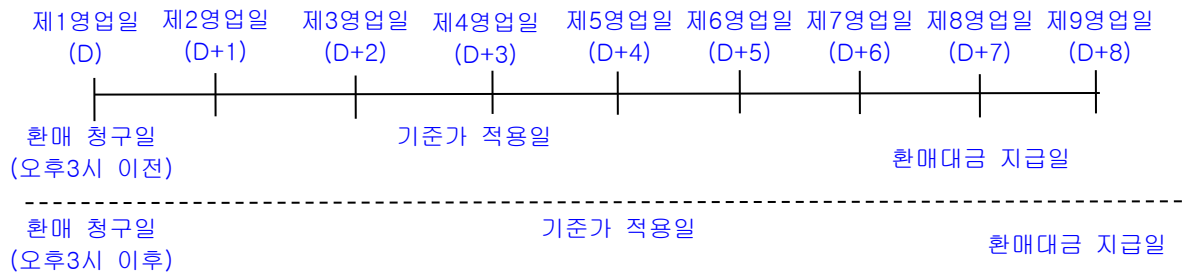 제1영업일 제2영업일 제3영업일 제4영업일 제5영업일 제6영업일 제7영업일 제8영업일 제9영업일
(D) (D+1) (D+2) (D+3) (D+4) (D+5) (D+6) (D+7) (D+8)
환매 청구일 기준가 적용일
(오후3시 이전) 환매대금 지급일
환매 청구일 기준가 적용일
(오후3시 이후) 환매대금 지급일